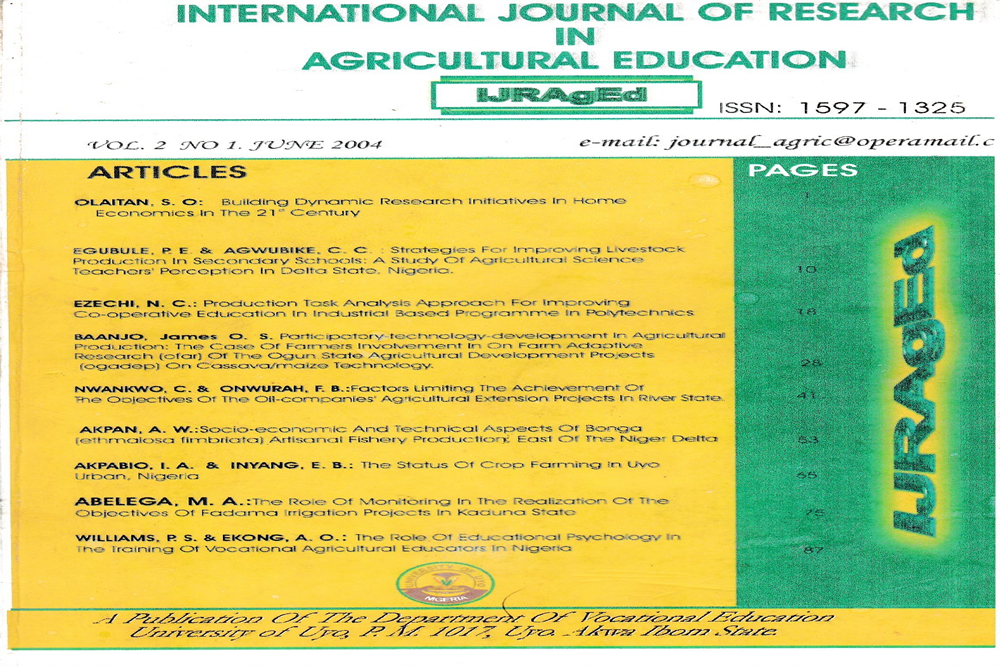 INTERNATIONAL JOURNAL OF RESEARCH
IN
AGRICULTURAL EDUCATION
IJRAgEd
ISSN: 1597 - 1325
VOL. 2 NO 1. JUNE 2004
e-mail: journal_agric@operamail.c
ARTICLES
PAGES
OLAITAN, S. O: Building Dynamic Research Initiatives In Home
Economics In The 21st Century
1
EGUBULE, P. E. & AGWUBIKE, C. C. : Strategies For Improving Livestock
Production In Secondary Schools: A Study Of Agricultural Science
Teachers' Perception In Delta State, Nigeria.
10
EZECHI, N. C.: Production Task Analysis Approach For Improving
Co-operative Education In Industrial Based Programme In Polytechnics
18
BAANJO, James O. S. Participatory-technology-development In Agricultural
Production: The Case Of Farmers Involvement In On Farm Adaptive
Research (ofar) Of The Ogun State Agricultural Development Projects
(ogadep) On Cassava/maize Technology.
28
NWANKWO, C. & ONWURAH, F. B.:Factors Limiting The Achievement Of
The Objectives Of The Oil-companies' Agricultural Extension Projects In River State.
41
AKPAN, A. W.:Socio-economic And Technical Aspects Of Bonga
(ethmalosa fimbriata) Artisanal Fishery Production: East Of The Niger Delta
53
AKPABIO, I. A. & INYANG, E. B.: The Status Of Crop Farming In Uyo
Urban, Nigeria
65
ABELEGA, M. A.:The Role Of Monitoring In The Realization Of The
Objectives Of Fadama Irrigation Projects In Kaduna State
75
WILLIAMS, P. S. & EKONG, A. O.: The Role Of Educational Psychology In
The Training Of Vocational Agricultural Educators In Nigeria
87
IJRAgEd
UNIVERSITY OF UYO
NIGERIA
A Publication Of The Department Of Vocational Education
University of Uyo, P.M. 1017, Uyo. Akwa Ibom State.